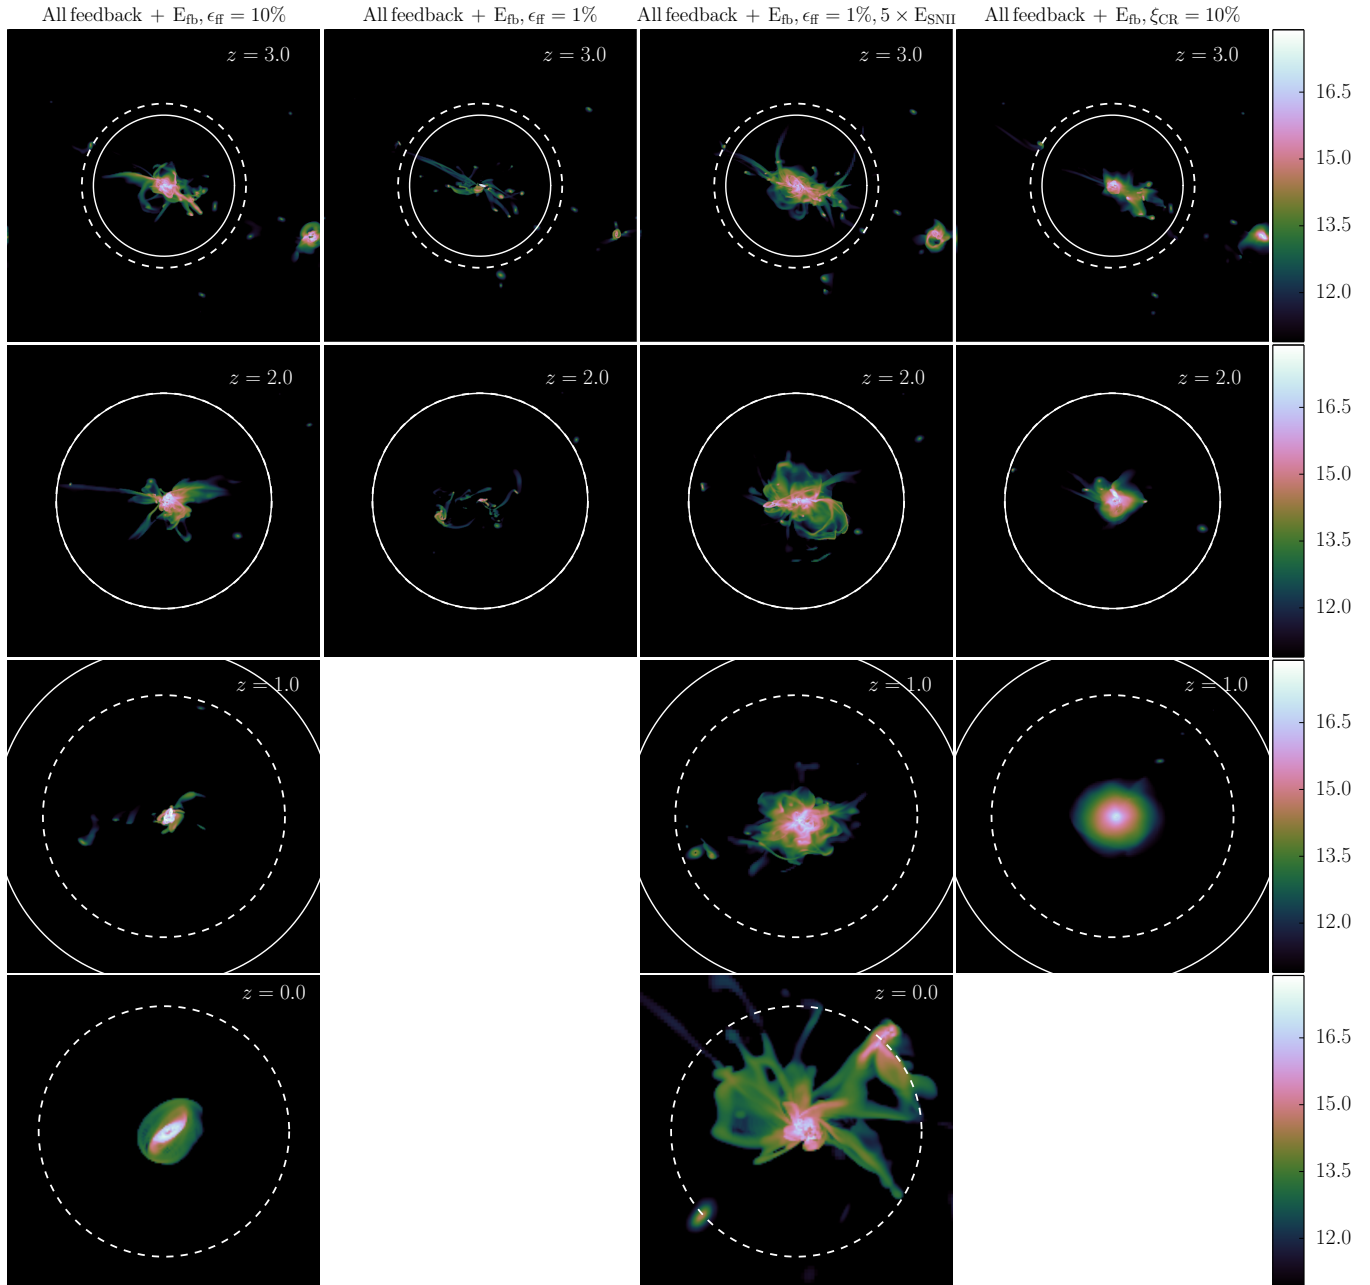 All feedback + E_fb, ϵ_ff = 10%
All feedback + E_fb, ϵ_ff = 1%
All feedback + E_fb, ϵ_ff = 1%, 5 × E_SNII
All feedback + E_fb, ξ_CR = 10%
z = 3.0
z = 3.0
z = 3.0
z = 3.0
16.5
15.0
13.5
12.0
z = 2.0
z = 2.0
z = 2.0
z = 2.0
16.5
15.0
13.5
12.0
z = 1.0
z = 1.0
z = 1.0
16.5
15.0
13.5
12.0
z = 0.0
z = 0.0
16.5
15.0
13.5
12.0